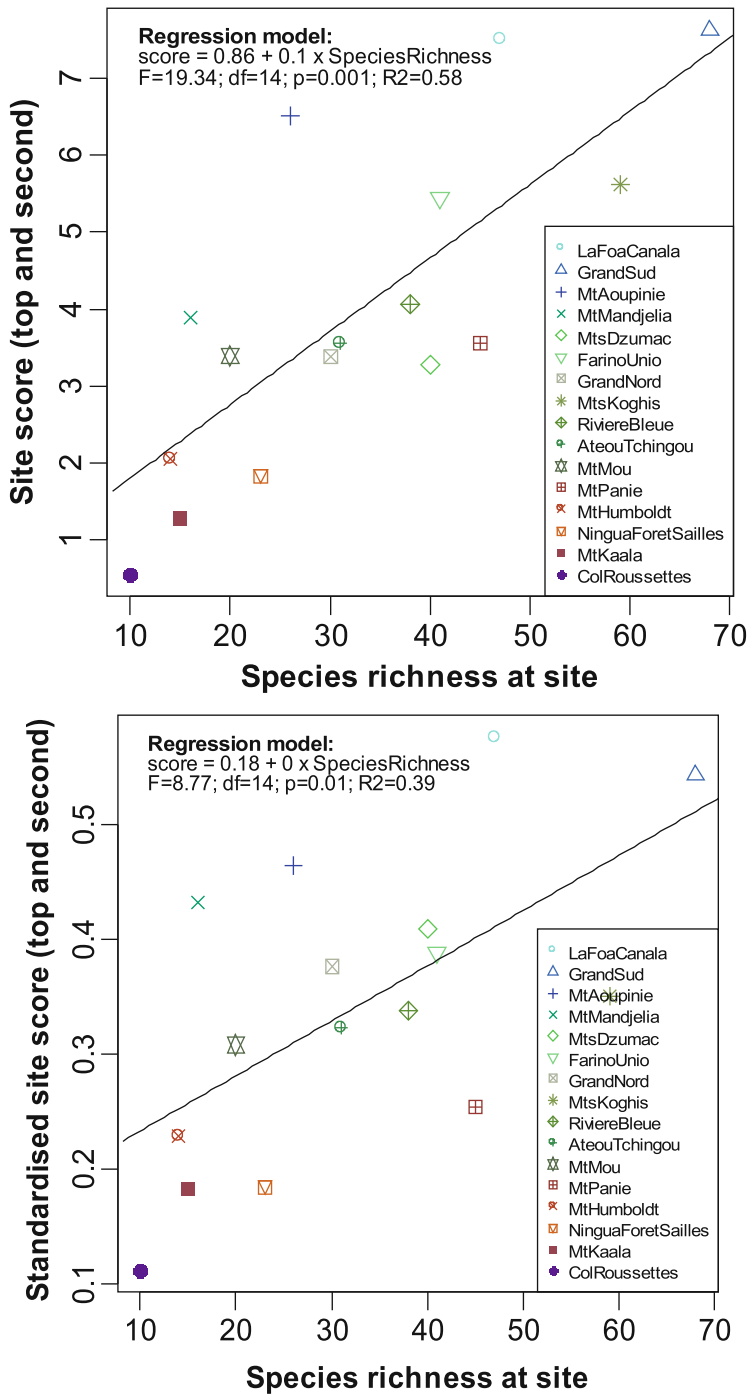 Regression model:
score = 0.86 + 0.1 x SpeciesRichness
F=19.34; df=14; p=0.001; R2=0.58
Site score (top and second)
7
6
5
4
3
2
1
LaFoaCanala
GrandSud
MtAoupinie
MtMandjelia
MtsDzumac
FarinoUnio
GrandNord
MtsKoghis
RiviereBleue
AteouTchingou
MtMou
MtPanie
MtHumboldt
NinguaForetSailles
MtKaala
ColRoussettes
10 20 30 40 50 60 70
Species richness at site
Regression model:
score = 0.18 + 0 x SpeciesRichness
F=8.77; df=14; p=0.01; R2=0.39
Standardised site score (top and second)
0.5
0.4
0.3
0.2
0.1
LaFoaCanala
GrandSud
MtAoupinie
MtMandjelia
MtsDzumac
FarinoUnio
GrandNord
MtsKoghis
RiviereBleue
AteouTchingou
MtMou
MtPanie
MtHumboldt
NinguaForetSailles
MtKaala
ColRoussettes
10 20 30 40 50 60 70
Species richness at site